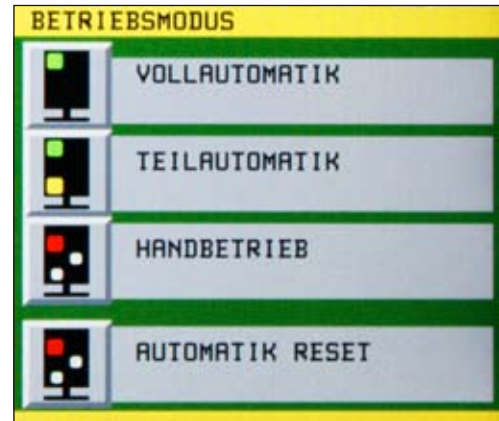 BETRIEBSMODUS
VOLLAUTOMATIK
TEILAUTOMATIK
HANDBETRIEB
AUTOMATIK RESET